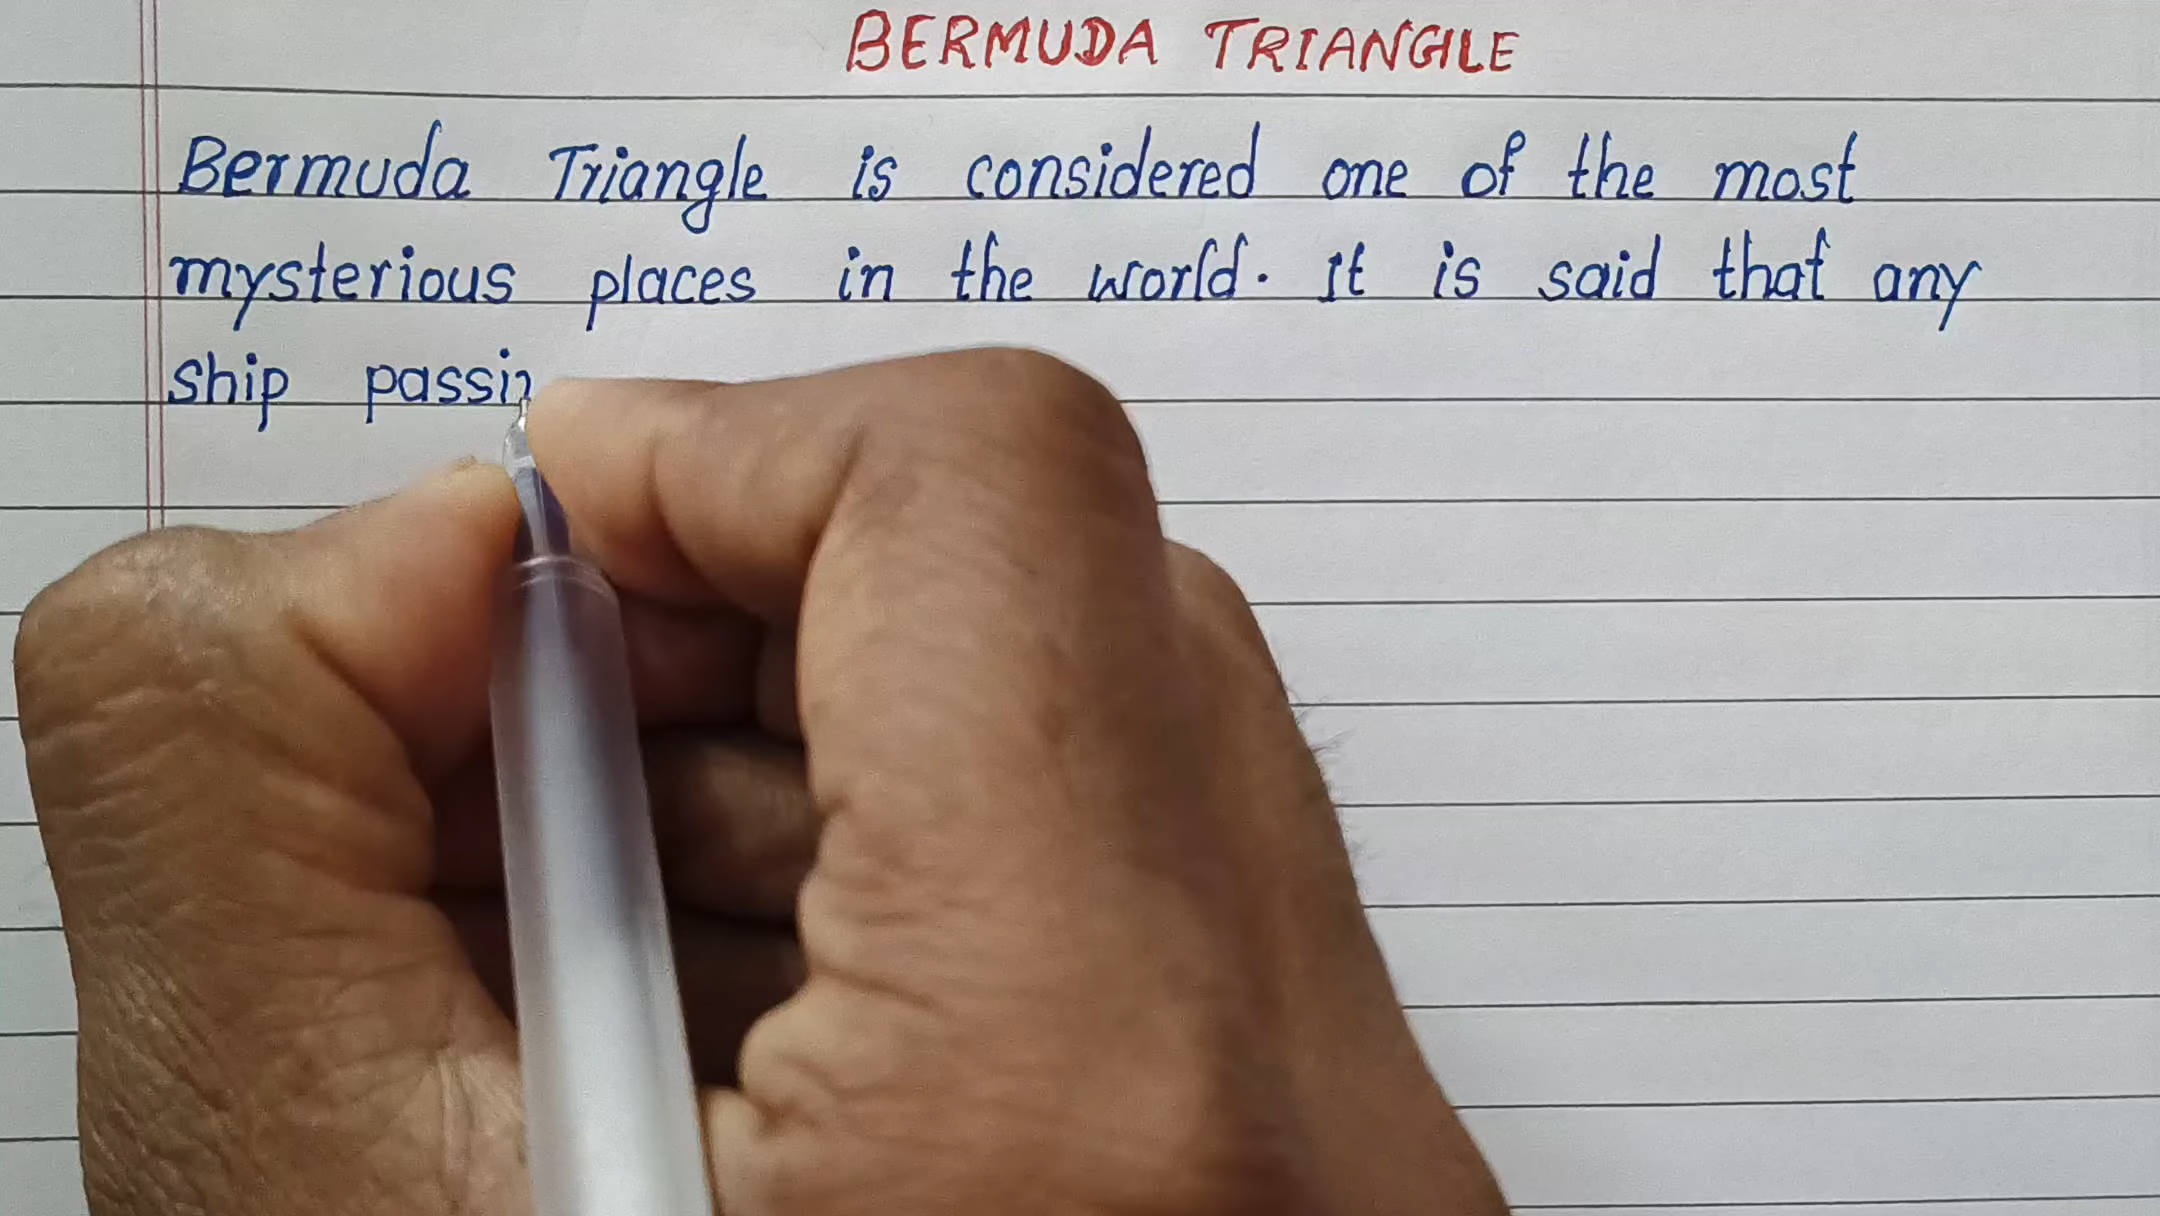 BERMUDA TRIANGLE
Bermuda Triangle is considered one of the most
mysterious places in the world. It is said that any
ship passin